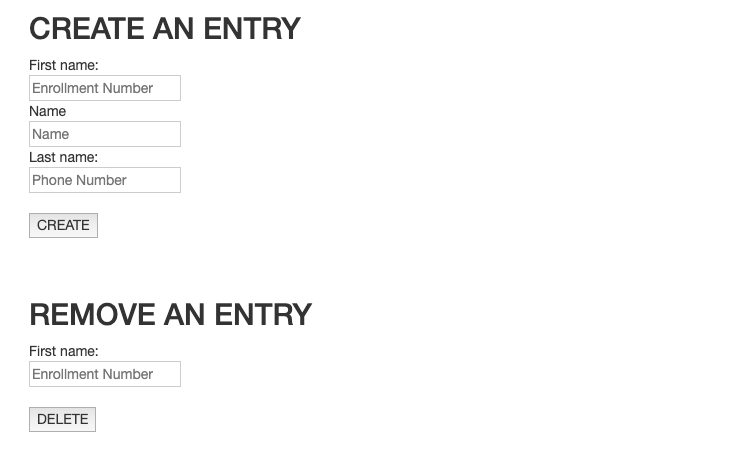 CREATE AN ENTRY
First name:
Enrollment Number
Name
Name
Last name:
Phone Number
CREATE
REMOVE AN ENTRY
First name:
Enrollment Number
DELETE